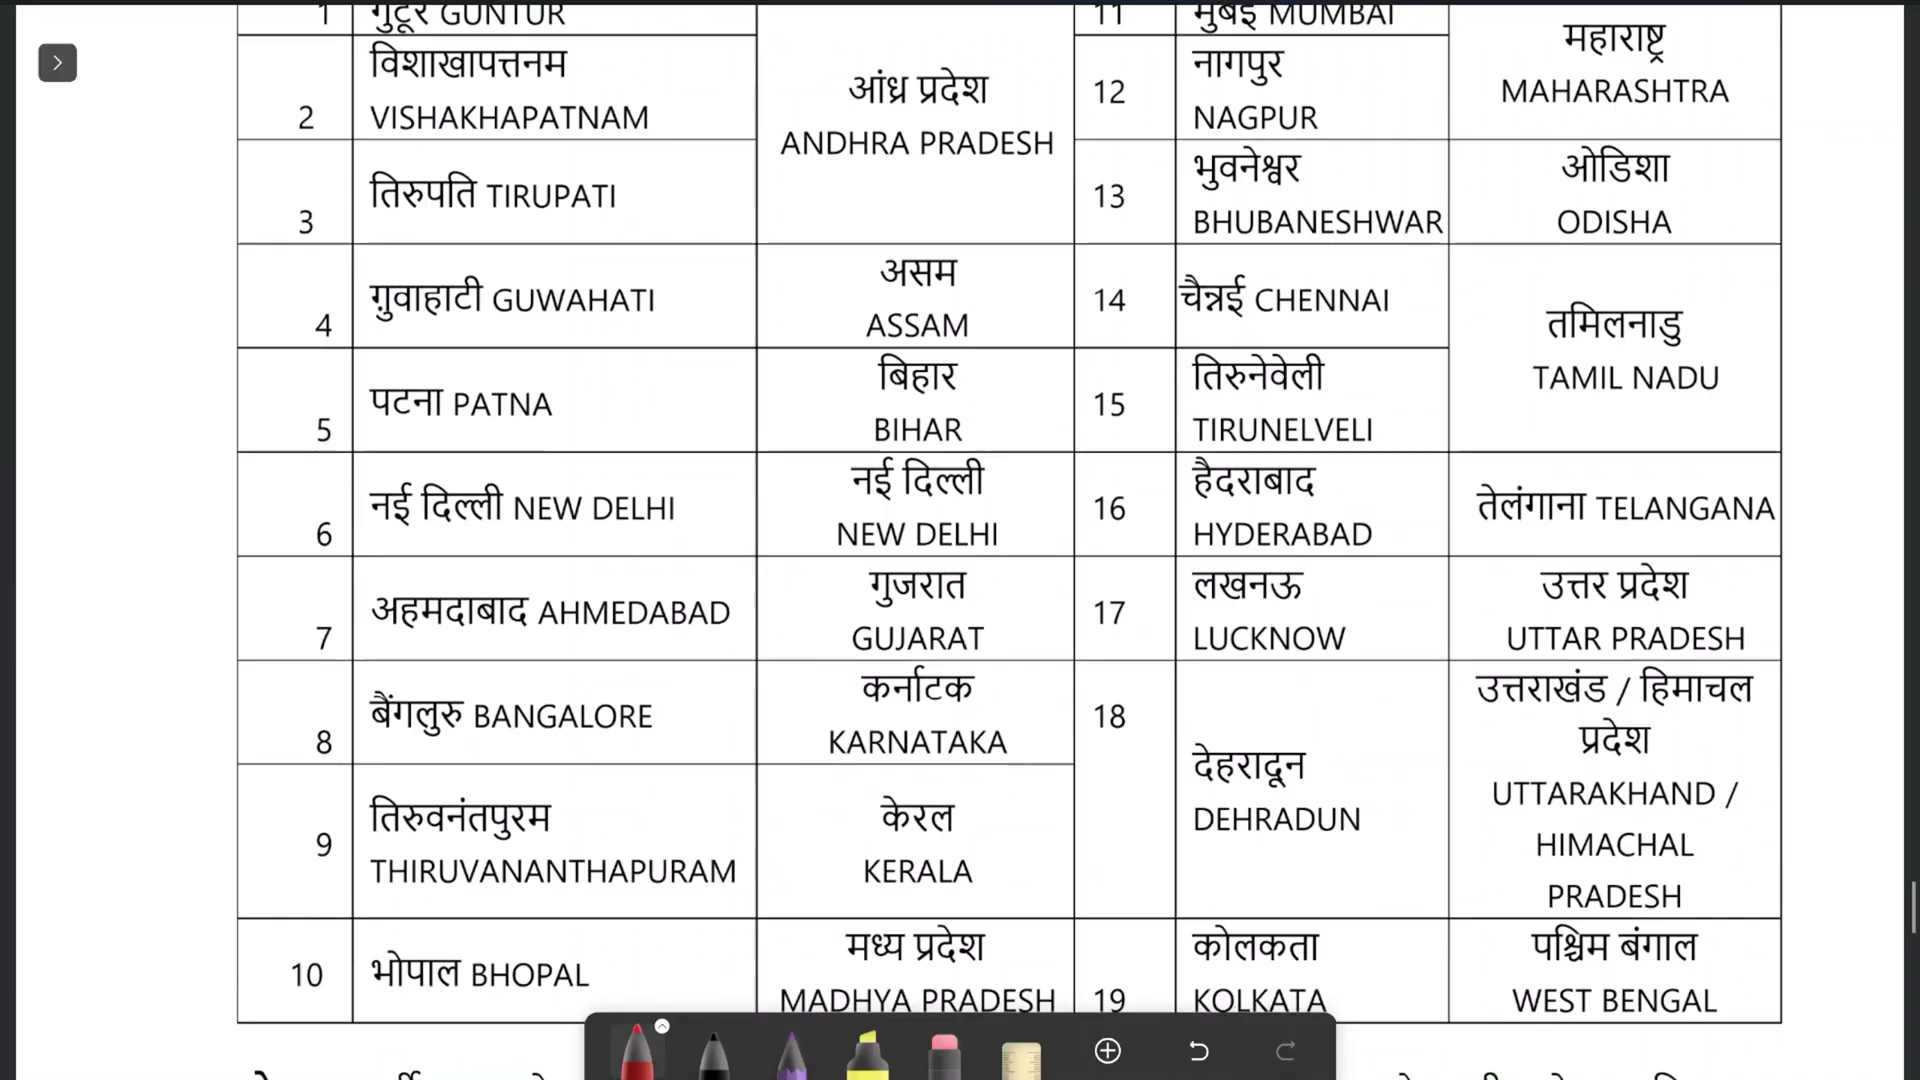 1 गुंटूर GUNTUR
11 मुंबई MUMBAI
महाराष्ट्र
MAHARASHTRA
2 विशाखापत्तनम
VISHAKHAPATNAM
आंध्र प्रदेश
ANDHRA PRADESH
12 नागपुर
NAGPUR
3 तिरुपति TIRUPATI
13 भुवनेश्वर
BHUBANESHWAR
ओडिशा
ODISHA
4 गुवाहाटी GUWAHATI
असम
ASSAM
14 चैन्नई CHENNAI
तमिलनाडु
TAMIL NADU
5 पटना PATNA
बिहार
BIHAR
15 तिरुनेवेली
TIRUNELVELI
6 नई दिल्ली NEW DELHI
नई दिल्ली
NEW DELHI
16 हैदराबाद
HYDERABAD
तेलंगाना TELANGANA
7 अहमदाबाद AHMEDABAD
गुजरात
GUJARAT
17 लखनऊ
LUCKNOW
उत्तर प्रदेश
UTTAR PRADESH
8 बैंगलुरु BANGALORE
कर्नाटक
KARNATAKA
18 देहरादून
DEHRADUN
उत्तराखंड / हिमाचल
प्रदेश
UTTARAKHAND /
HIMACHAL
PRADESH
9 तिरुवनंतपुरम
THIRUVANANTHAPURAM
केरल
KERALA
10 भोपाल BHOPAL
मध्य प्रदेश
MADHYA PRADESH
19 कोलकता
KOLKATA
पश्चिम बंगाल
WEST BENGAL